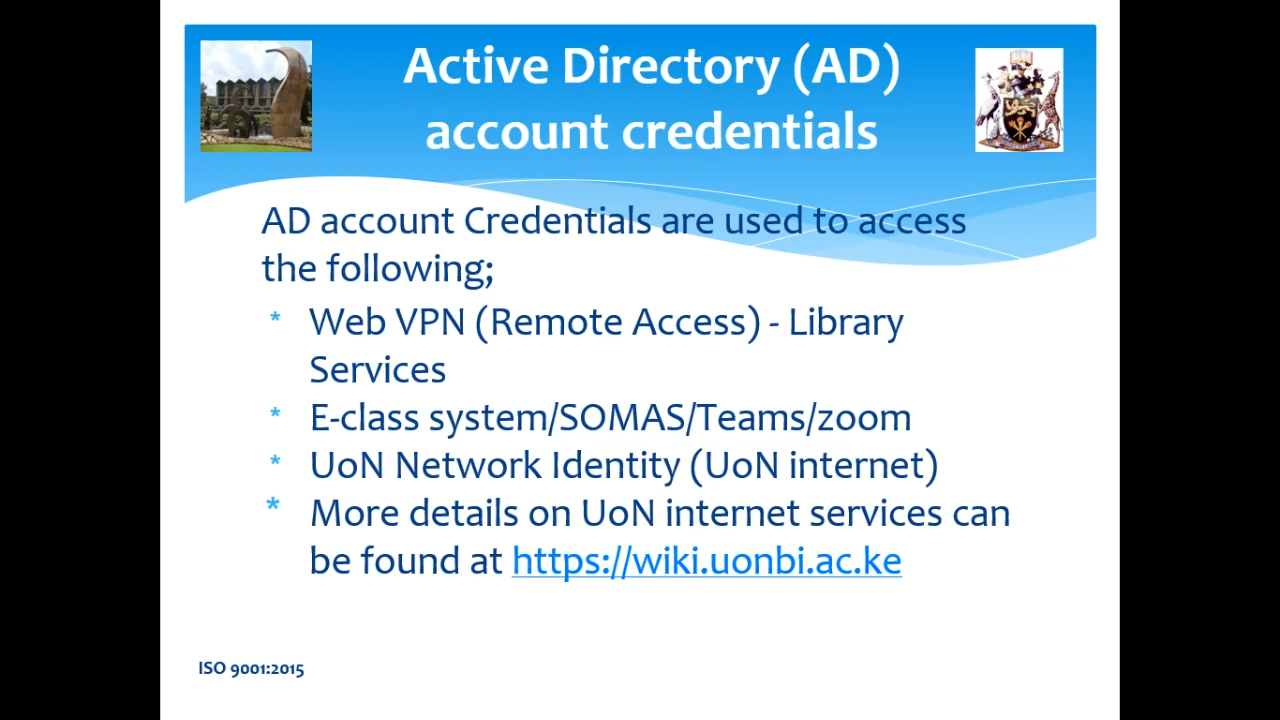 Active Directory (AD)
account credentials
AD account Credentials are used to access
the following;
* Web VPN (Remote Access) - Library
Services
* E-class system/SOMAS/Teams/zoom
* UoN Network Identity (UoN internet)
* More details on UoN internet services can
be found at https://wiki.uonbi.ac.ke
ISO 9001:2015